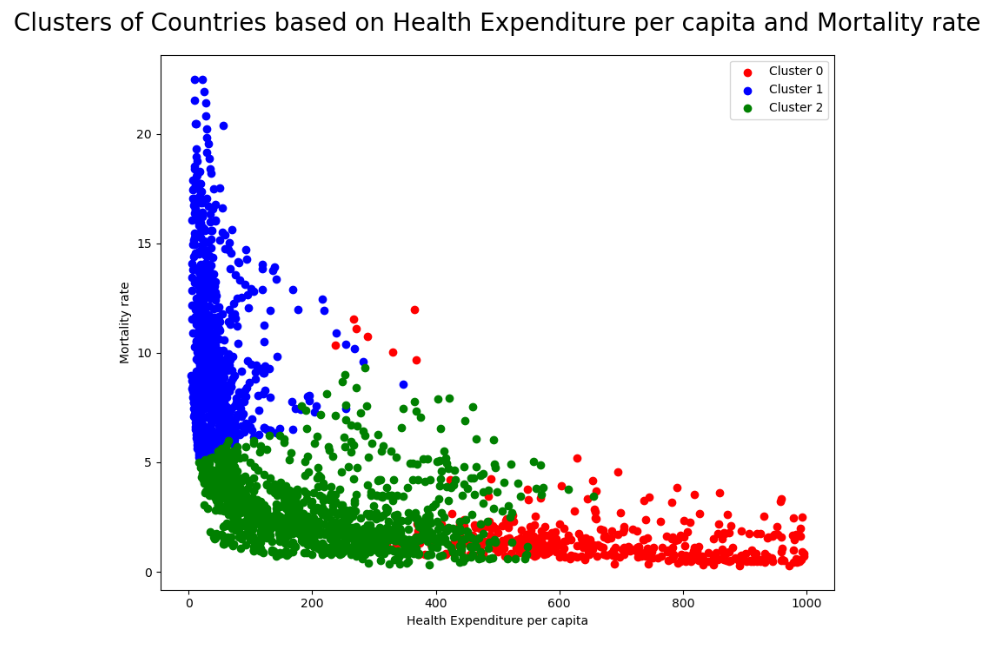 Clusters of Countries based on Health Expenditure per capita and Mortality rate
Cluster 0
Cluster 1
Cluster 2
Mortality rate
20
15
10
5
0
0 200 400 600 800 1000
Health Expenditure per capita